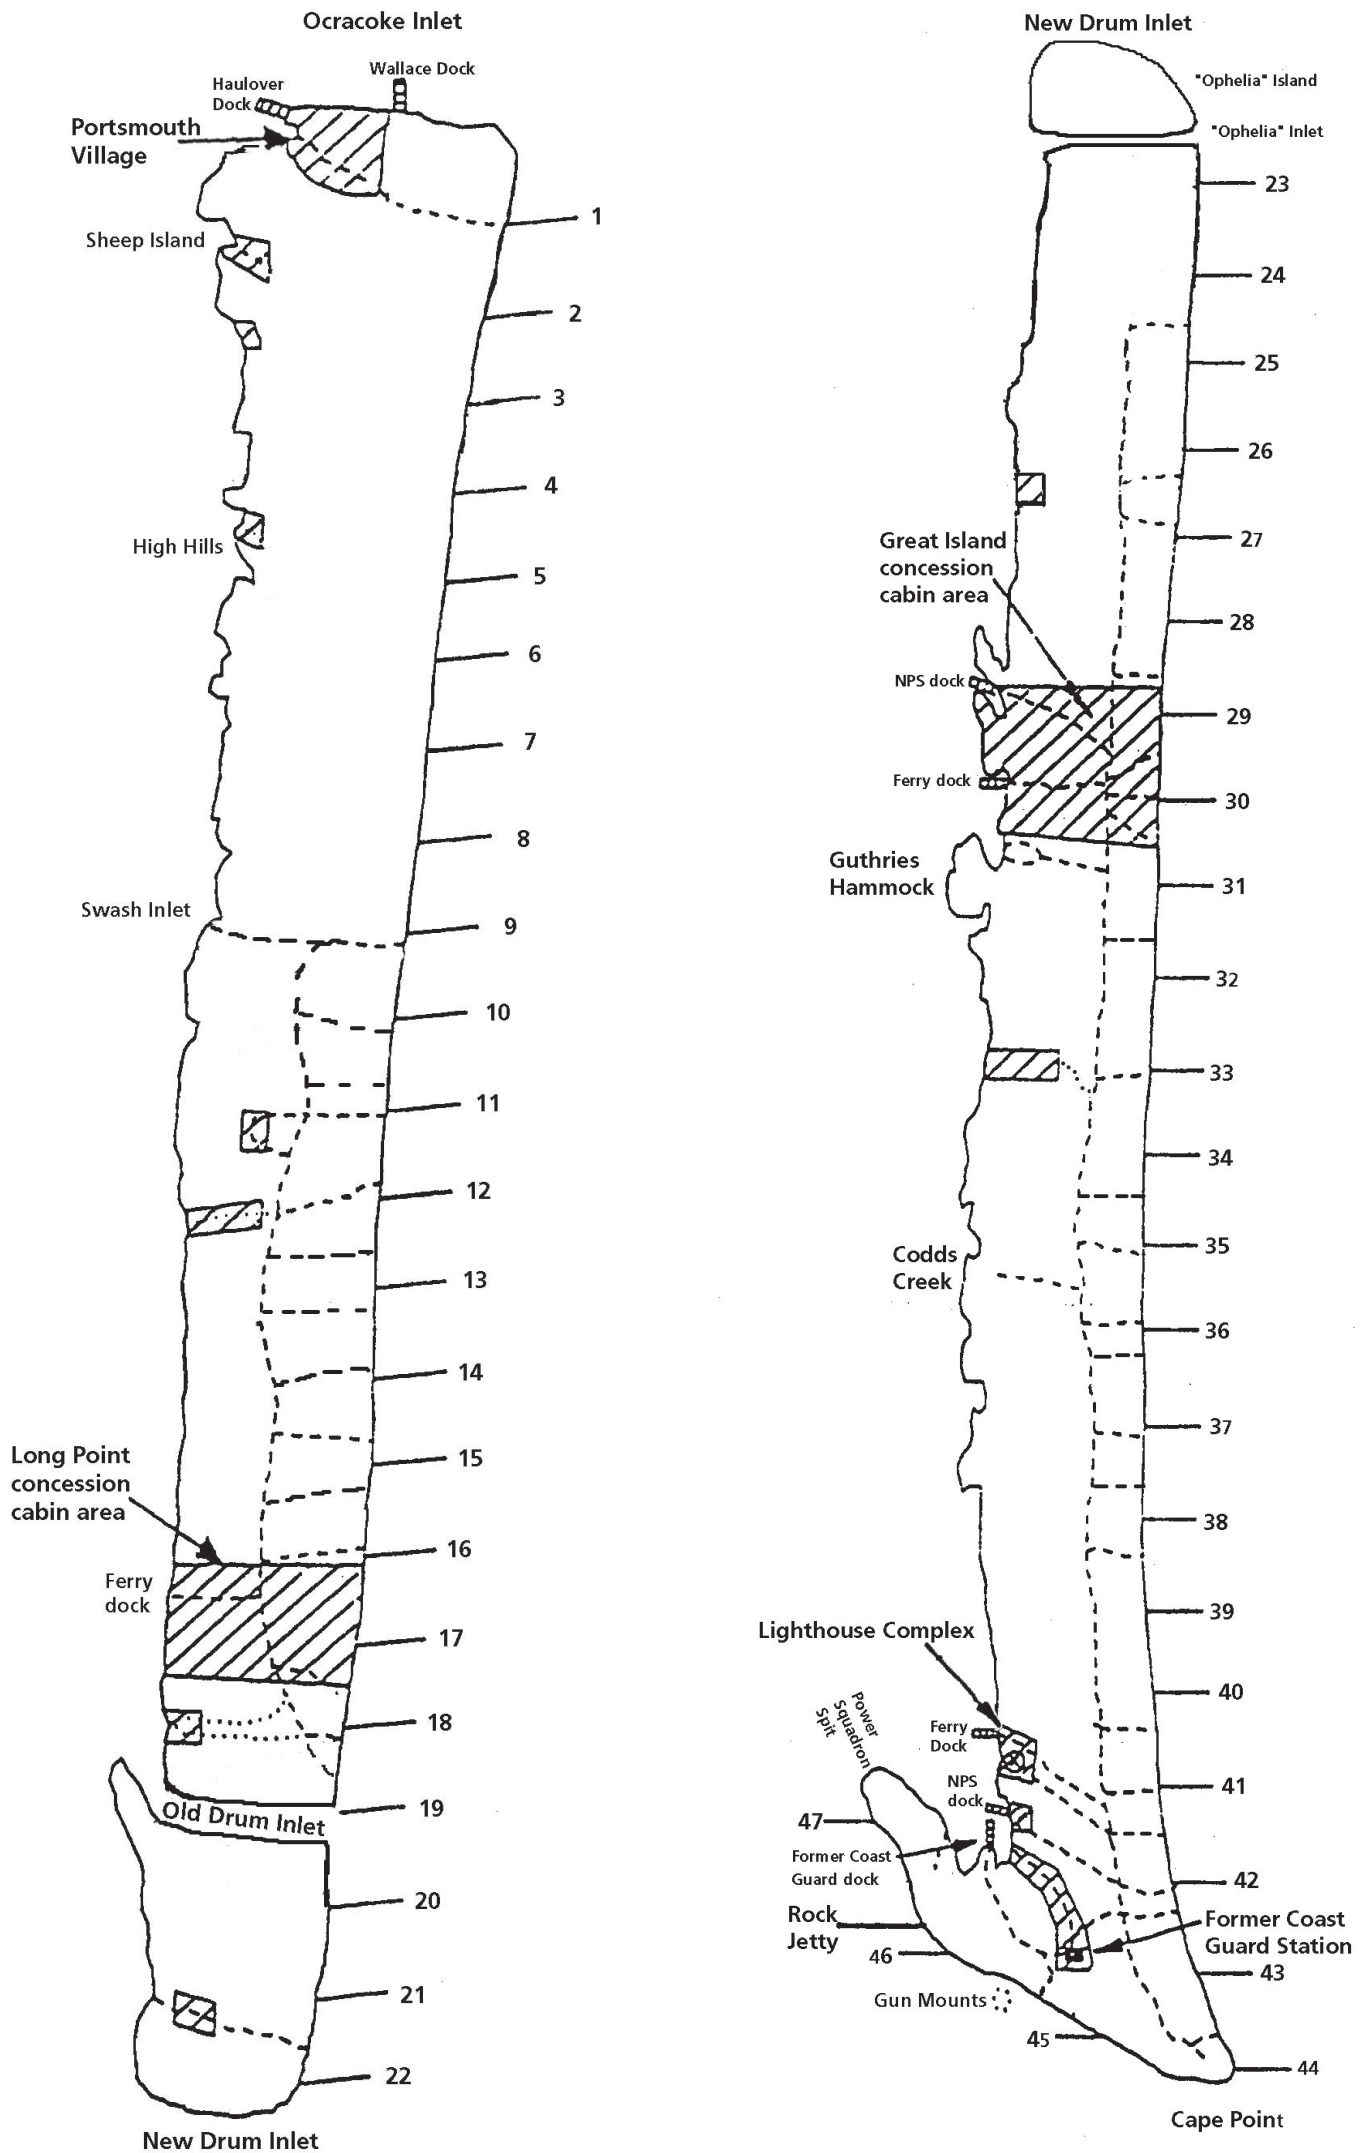 Ocracoke Inlet
Wallace Dock
Haulover
Dock
Portsmouth
Village
1
Sheep Island
2
3
4
High Hills
5
6
7
8
Swash Inlet
9
10
11
12
13
14
Long Point
concession
cabin area
15
16
Ferry
dock
17
18
19
Old Drum Inlet
20
21
22
New Drum Inlet
New Drum Inlet
"Ophelia" Island
"Ophelia" Inlet
23
24
25
26
27
Great Island
concession
cabin area
28
NPS dock
29
Ferry dock
30
Guthries
Hammock
31
32
33
34
35
Codds
Creek
36
37
38
39
Lighthouse Complex
40
Power
Squadron
Spit
Ferry
Dock
NPS
dock
41
47
Former Coast
Guard dock
42
Rock
Jetty
Former Coast
Guard Station
46
43
Gun Mounts
45
44
Cape Point